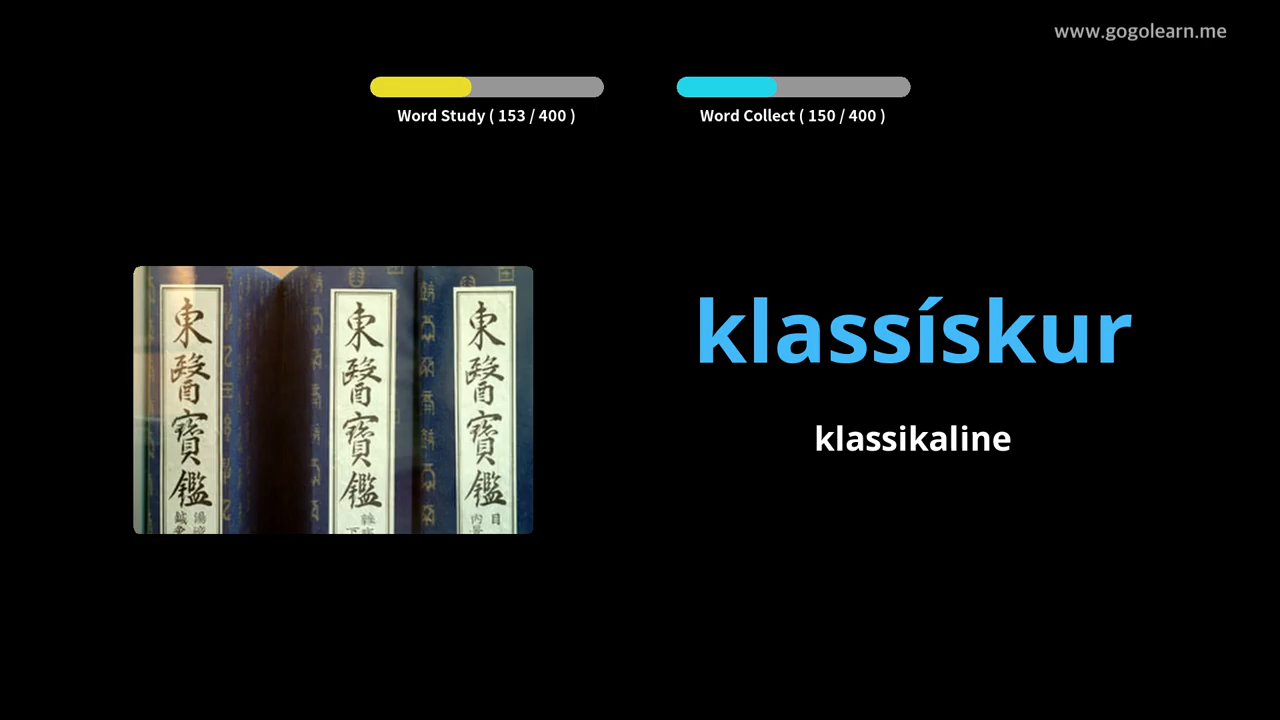 www.gogolearn.me
Word Study ( 153 / 400 )
Word Collect ( 150 / 400 )
東醫寶鑑
東醫寶鑑
東醫寶鑑
klassískur
klassikaline